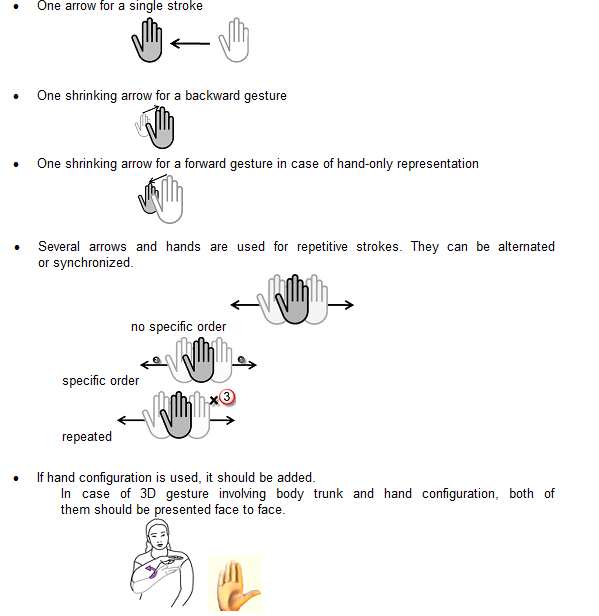 • One arrow for a single stroke
• One shrinking arrow for a backward gesture
• One shrinking arrow for a forward gesture in case of hand-only representation
• Several arrows and hands are used for repetitive strokes. They can be alternated
or synchronized.
no specific order
specific order
x3
repeated
• If hand configuration is used, it should be added.
In case of 3D gesture involving body trunk and hand configuration, both of
them should be presented face to face.